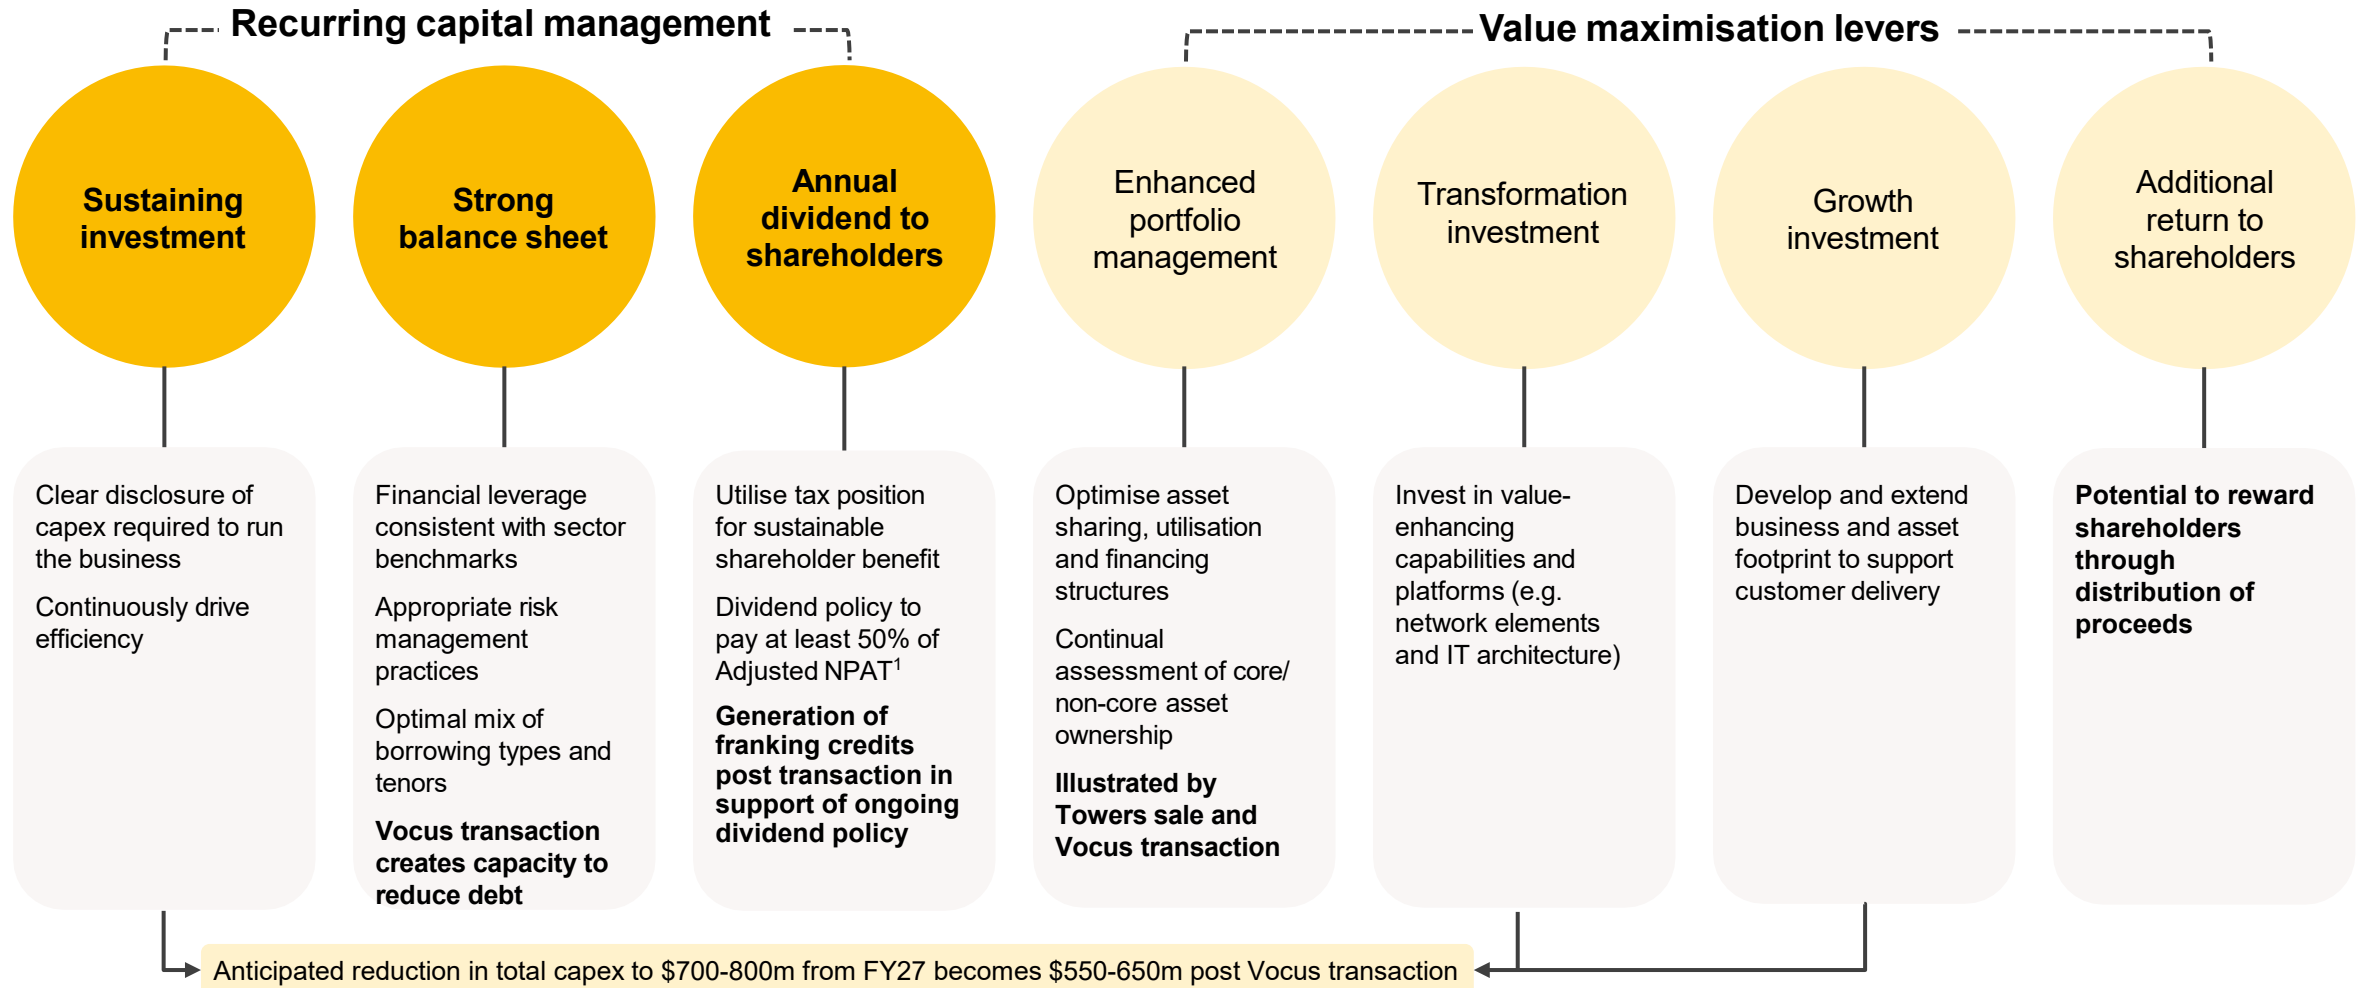 Recurring capital management
Value maximisation levers
Sustaining
investment
Strong
balance sheet
Annual
dividend to
shareholders
Enhanced
portfolio
management
Transformation
investment
Growth
investment
Additional
return to
shareholders
Clear disclosure of
capex required to run
the business
Continuously drive
efficiency
Financial leverage
consistent with sector
benchmarks
Appropriate risk
management
practices
Optimal mix of
borrowing types and
tenors
Vocus transaction
creates capacity to
reduce debt
Utilise tax position
for sustainable
shareholder benefit
Dividend policy to
pay at least 50% of
Adjusted NPAT¹
Generation of
franking credits
post transaction in
support of ongoing
dividend policy
Optimise asset
sharing, utilisation
and financing
structures
Continual
assessment of core/
non-core asset
ownership
Illustrated by
Towers sale and
Vocus transaction
Invest in value-
enhancing
capabilities and
platforms (e.g.
network elements
and IT architecture)
Develop and extend
business and asset
footprint to support
customer delivery
Potential to reward
shareholders
through
distribution of
proceeds
Anticipated reduction in total capex to $700-800m from FY27 becomes $550-650m post Vocus transaction